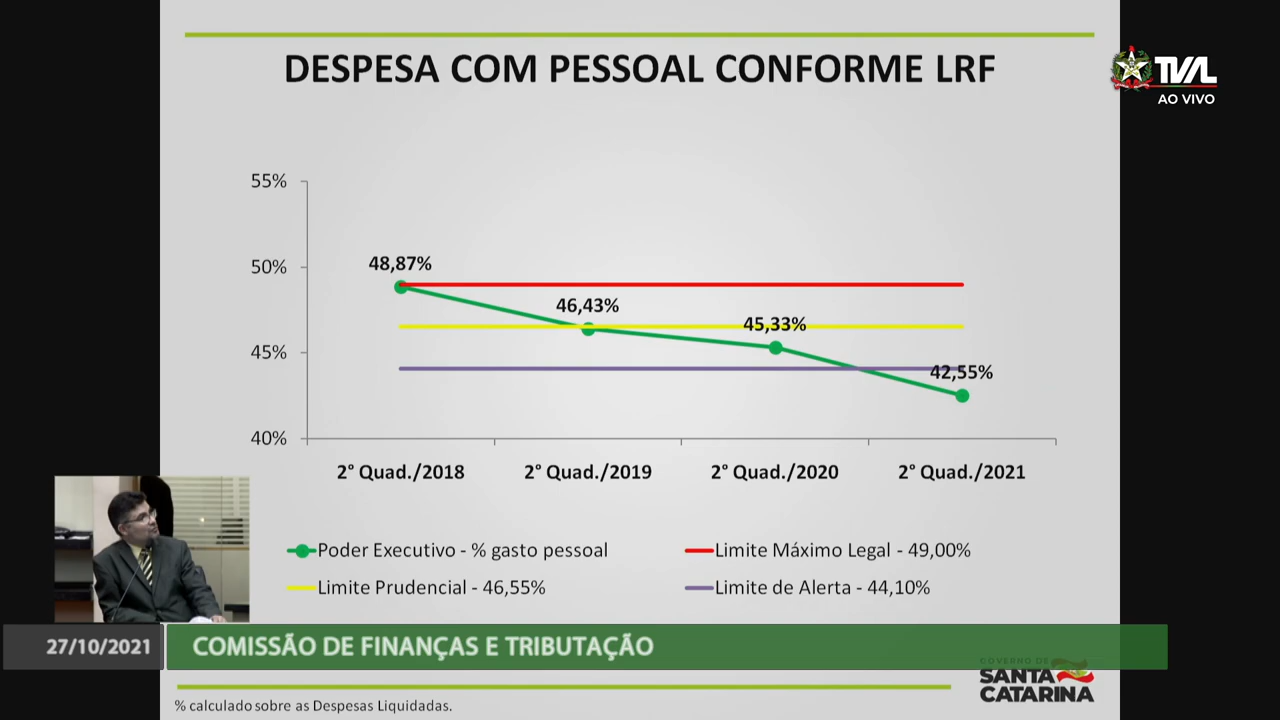 DESPESA COM PESSOAL CONFORME LRF
TVAL
AO VIVO
55%
50%
45%
40%
48,87%
46,43%
45,33%
42,55%
2° Quad./2018
2° Quad./2019
2° Quad./2020
2° Quad./2021
Poder Executivo - % gasto pessoal
Limite Máximo Legal - 49,00%
Limite Prudencial - 46,55%
Limite de Alerta - 44,10%
27/10/2021
COMISSÃO DE FINANÇAS E TRIBUTAÇÃO
GOVERNO DE
SANTA
CATARINA
% calculado sobre as Despesas Liquidadas.